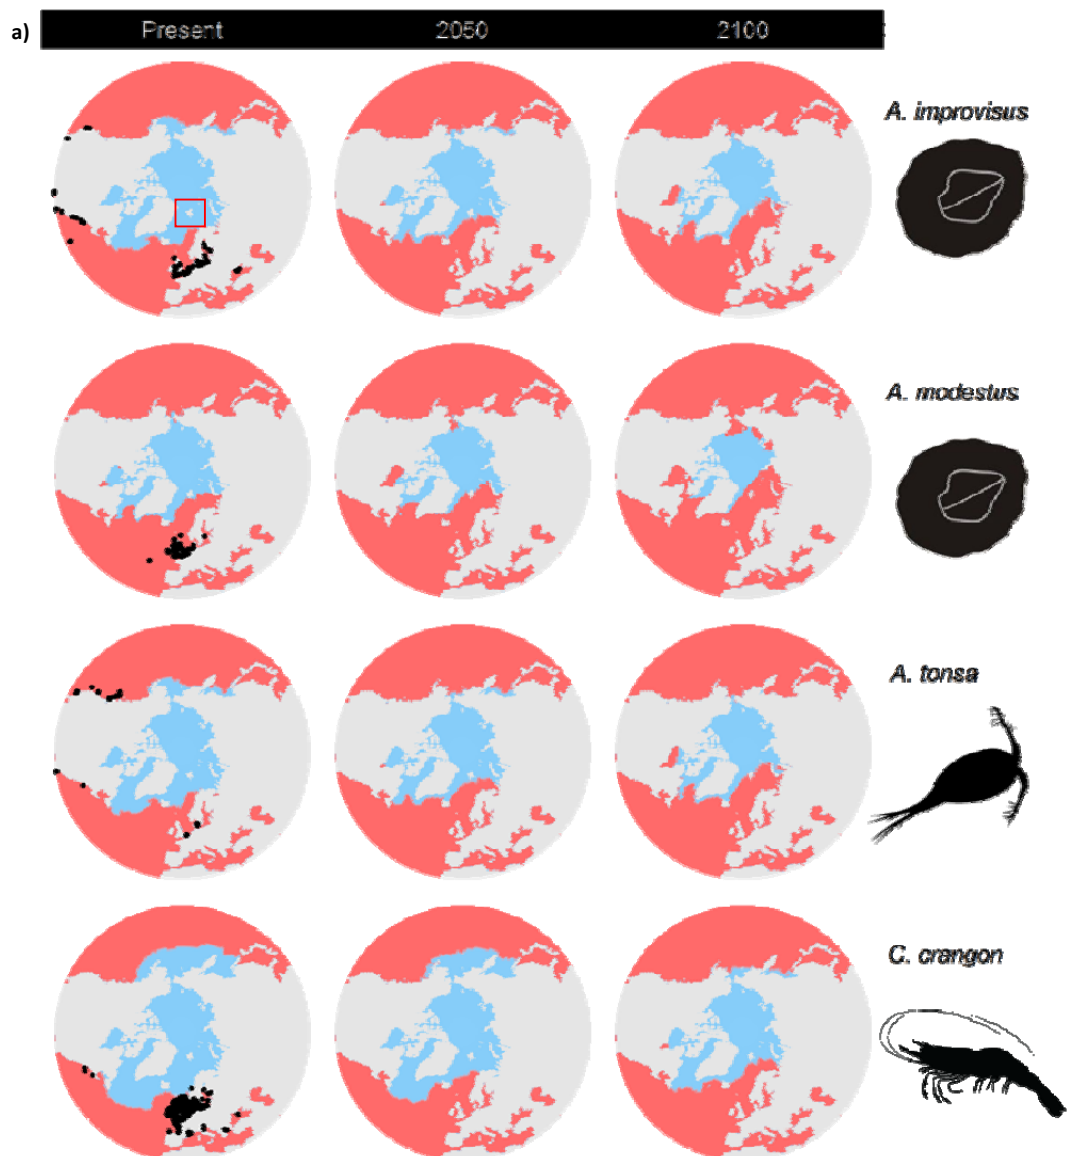 a) Present 2050 2100
A. improvisus
A. modestus
A. tonsa
C. crangon